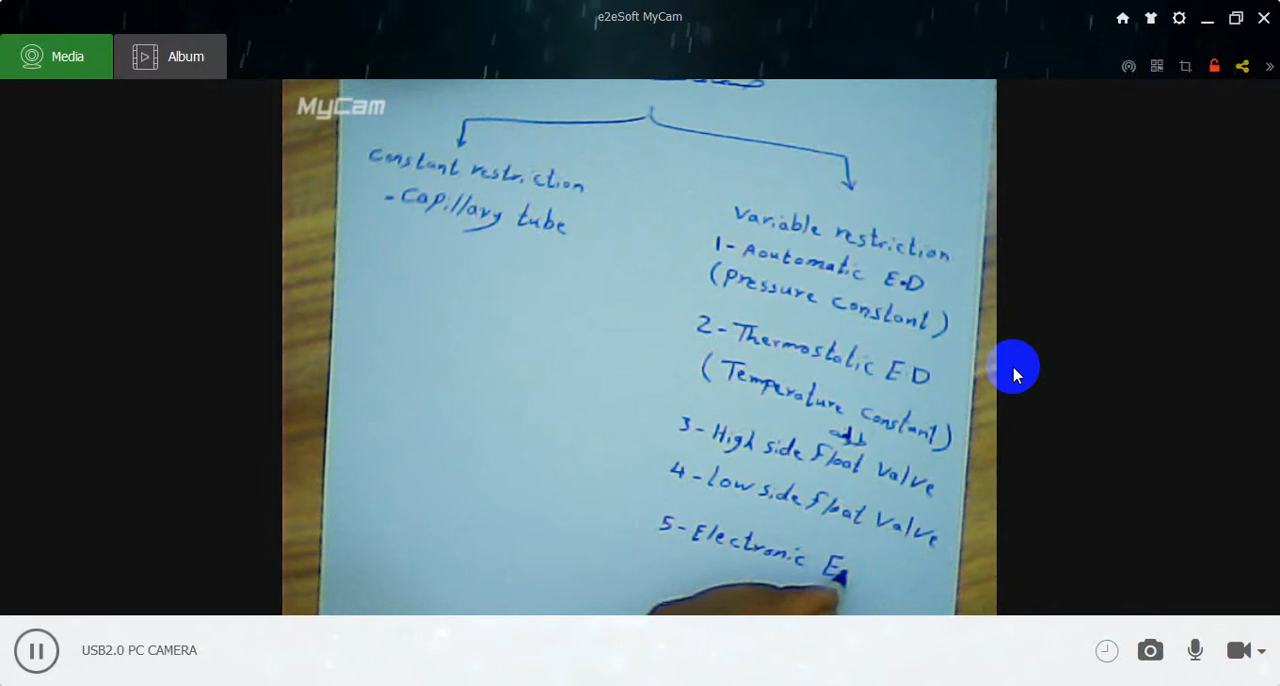 e2eSoft MyCam
Media
Album
MyCam
Constant restriction
- Capillary tube
Variable restriction
1- Aoutomatic E.D
(Pressure constant)
2- Thermostatic E.D
(Temperature constant)
3- High side float valve
4- Low side float valve
5- Electronic E.
USB2.0 PC CAMERA